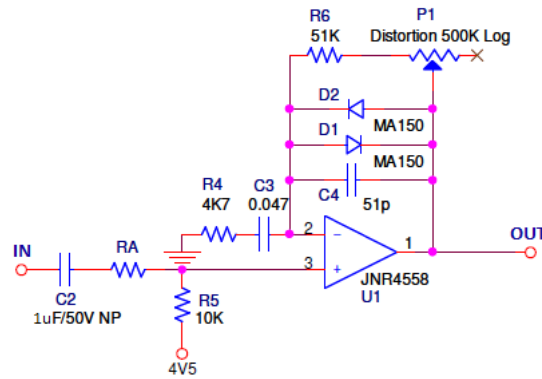 R6
51K
P1
Distortion 500K Log
D2
MA150
D1
MA150
C4
51p
R4
4K7
C3
0.047
2
-
3
+
1
JNR4558
U1
IN
C2
1uF/50V NP
RA
R5
10K
4V5
OUT